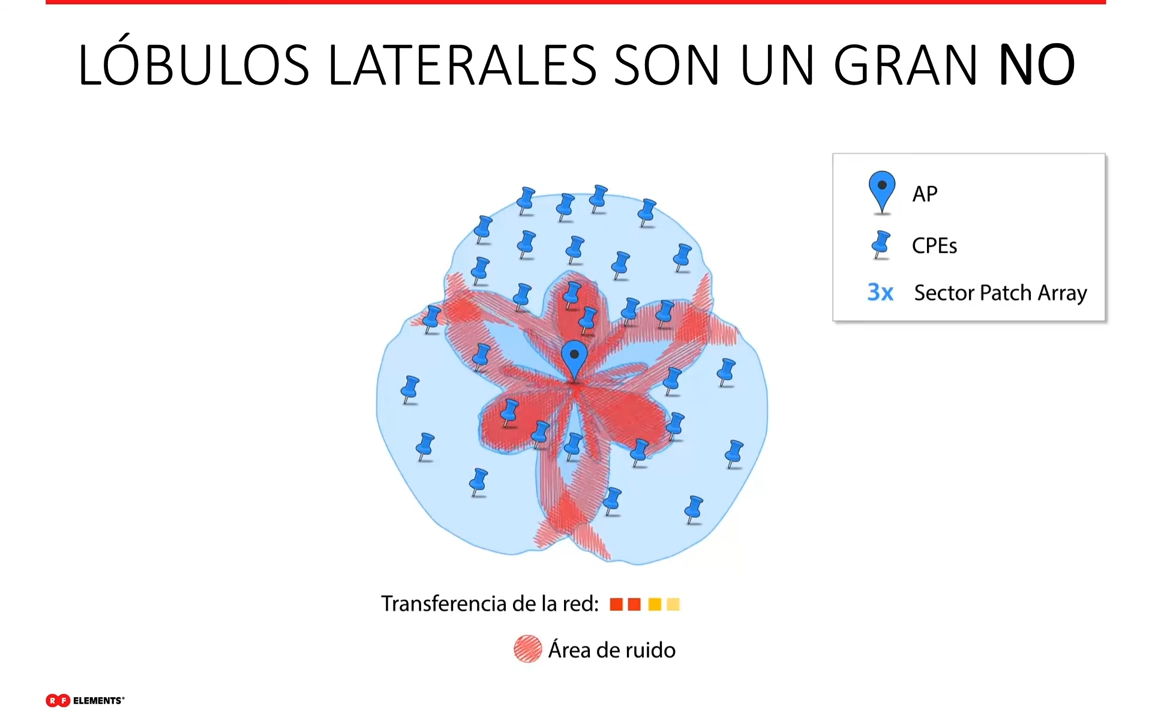 LÓBULOS LATERALES SON UN GRAN NO
AP
CPEs
3x Sector Patch Array
Transferencia de la red:
Área de ruido
RF ELEMENTS®